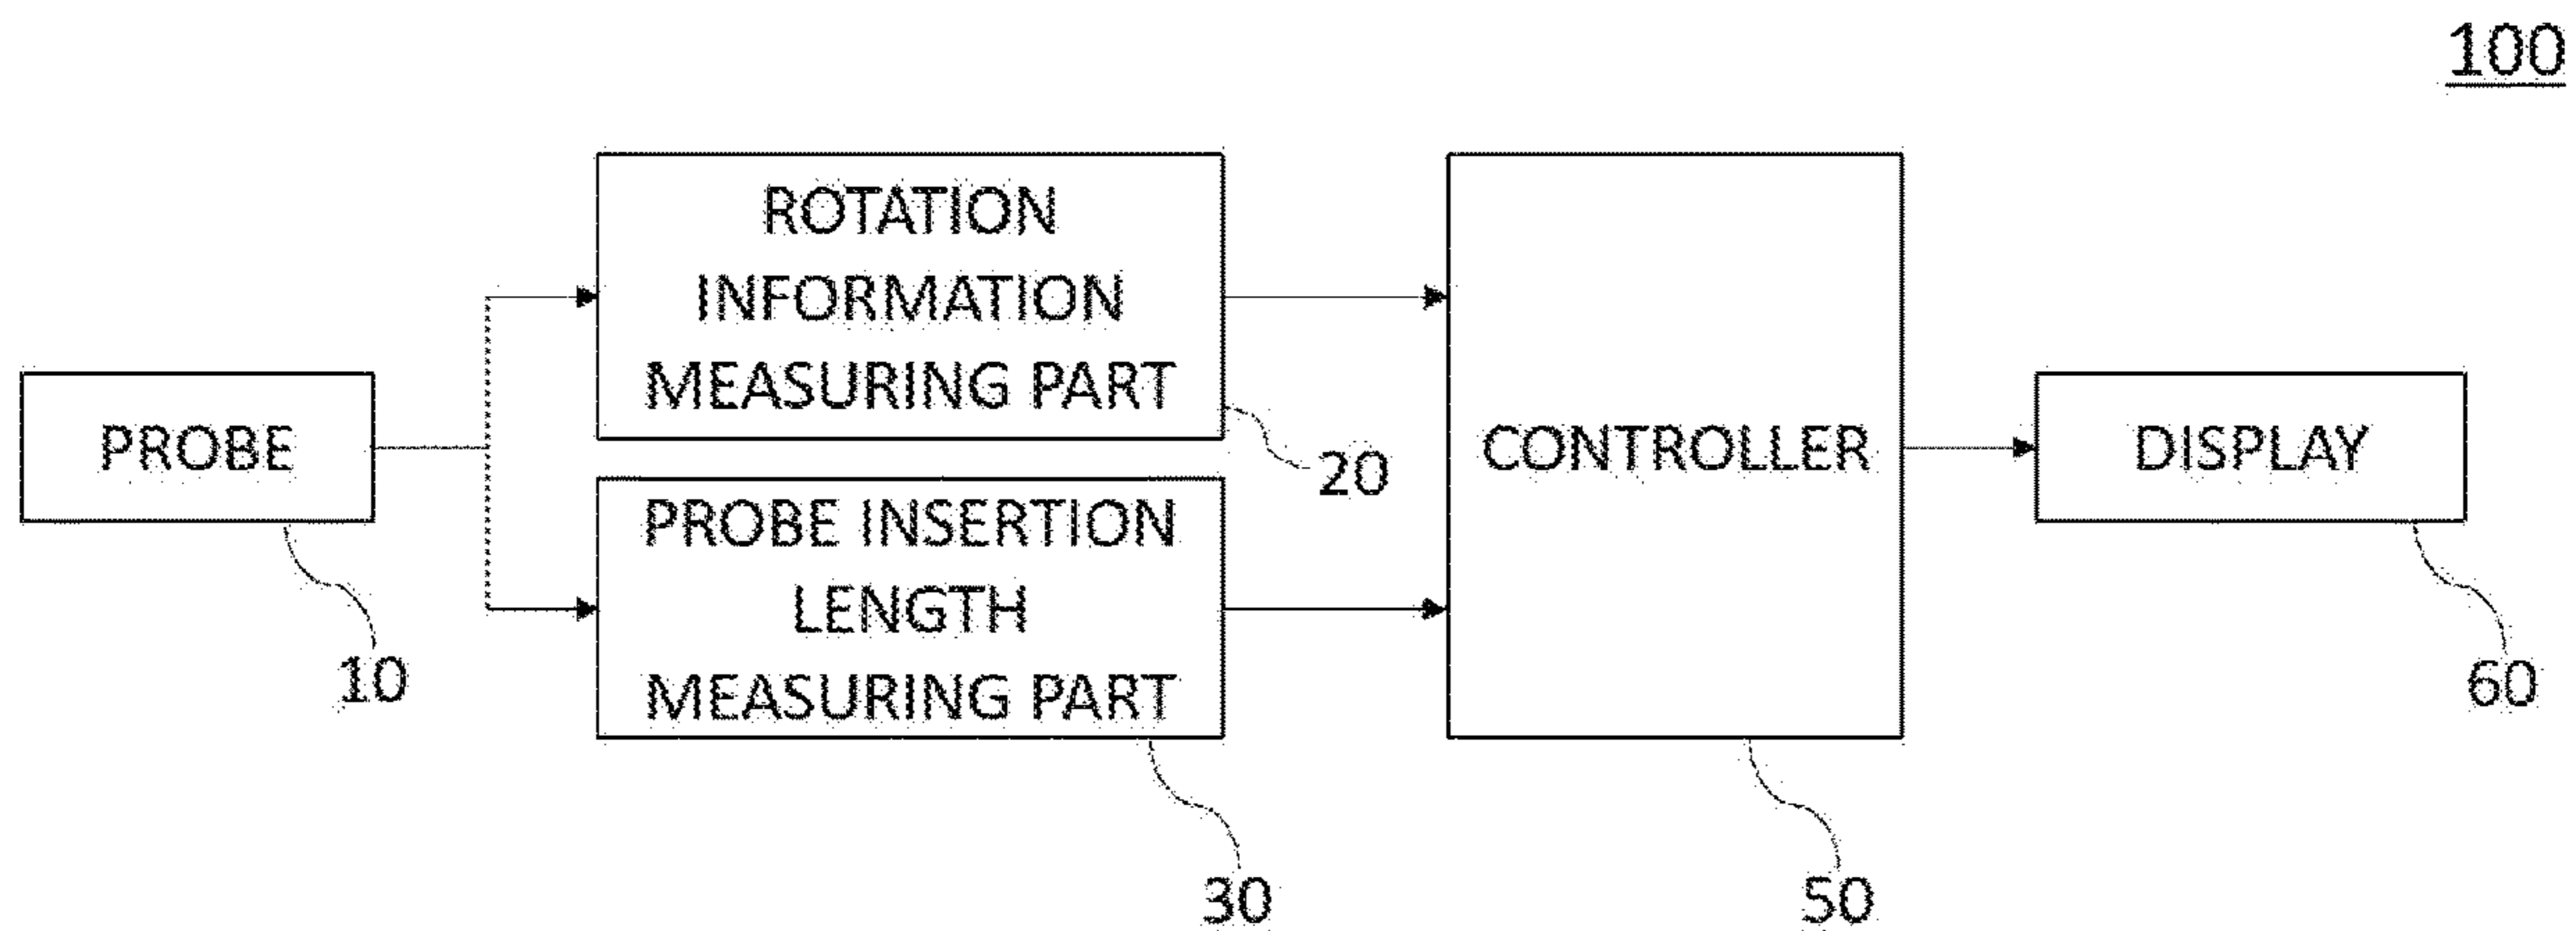 100
ROTATION
INFORMATION
MEASURING PART
20
PROBE
10
PROBE INSERTION
LENGTH
MEASURING PART
30
CONTROLLER
50
DISPLAY
60